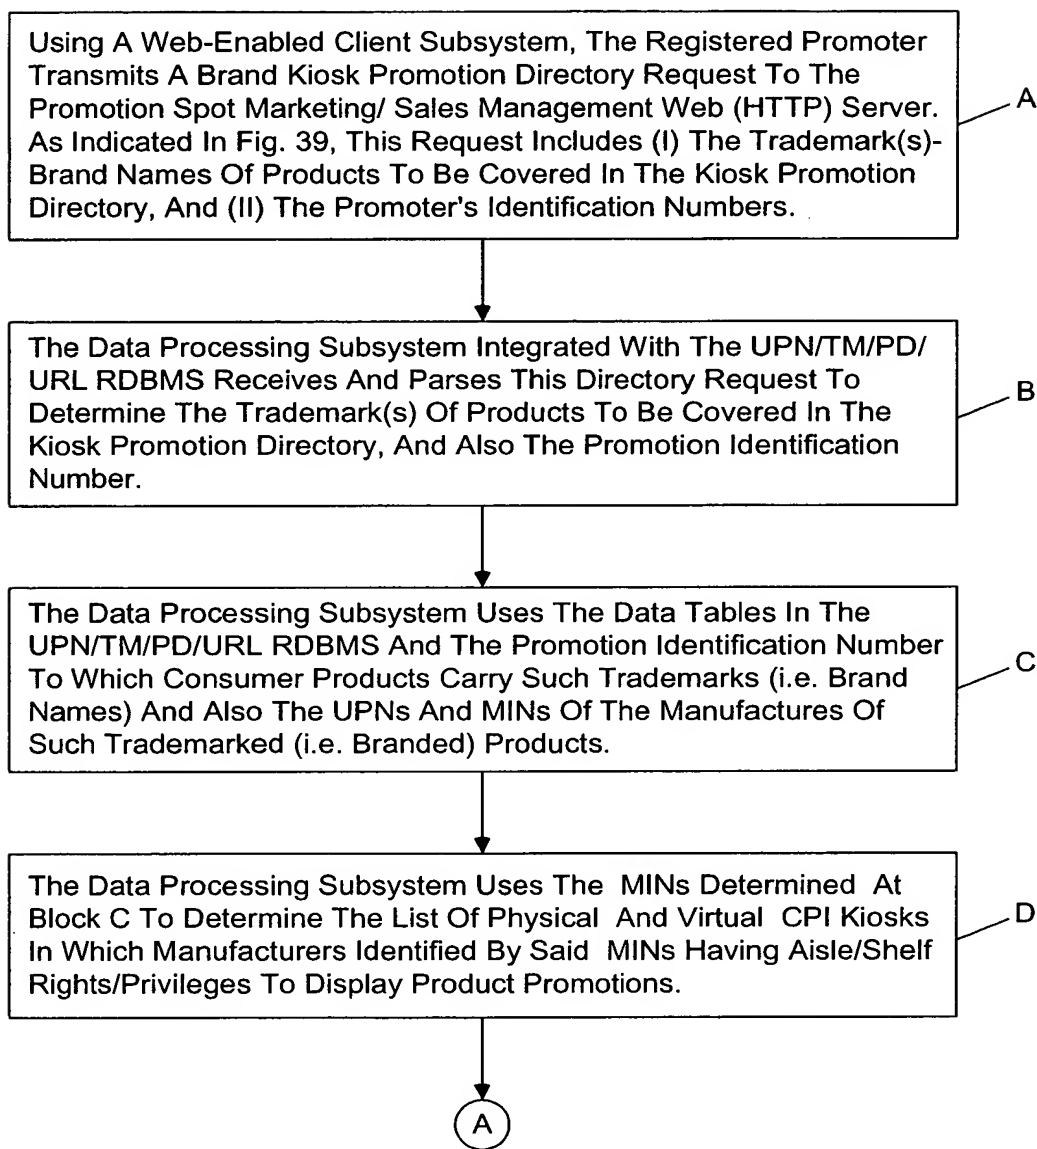 Using A Web-Enabled Client Subsystem, The Registered Promoter
Transmits A Brand Kiosk Promotion Directory Request To The
Promotion Spot Marketing/ Sales Management Web (HTTP) Server.
As Indicated In Fig. 39, This Request Includes (I) The Trademark(s)-
Brand Names Of Products To Be Covered In The Kiosk Promotion
Directory, And (II) The Promoter's Identification Numbers.
A
The Data Processing Subsystem Integrated With The UPN/TM/PD/
URL RDBMS Receives And Parses This Directory Request To
Determine The Trademark(s) Of Products To Be Covered In The
Kiosk Promotion Directory, And Also The Promotion Identification
Number.
B
The Data Processing Subsystem Uses The Data Tables In The
UPN/TM/PD/URL RDBMS And The Promotion Identification Number
To Which Consumer Products Carry Such Trademarks (i.e. Brand
Names) And Also The UPNs And MINs Of The Manufactures Of
Such Trademarked (i.e. Branded) Products.
C
The Data Processing Subsystem Uses The MINs Determined At
Block C To Determine The List Of Physical And Virtual CPI Kiosks
In Which Manufacturers Identified By Said MINs Having Aisle/Shelf
Rights/Privileges To Display Product Promotions.
D
A